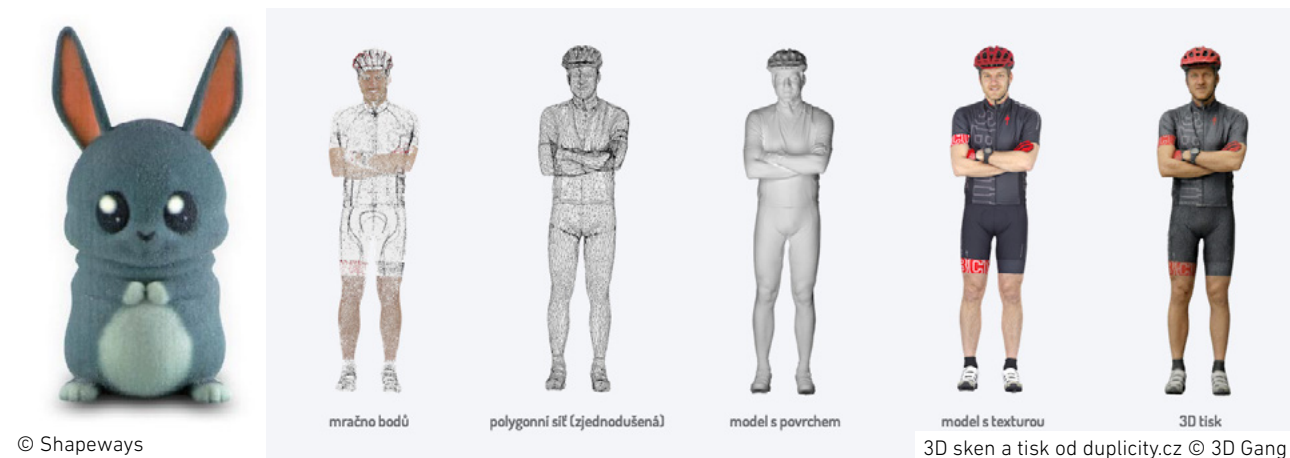 mračno bodů
polygonní síť (zjednodušená)
model s povrchem
model s texturou
3D tisk
© Shapeways
3D sken a tisk od duplicity.cz © 3D Gang